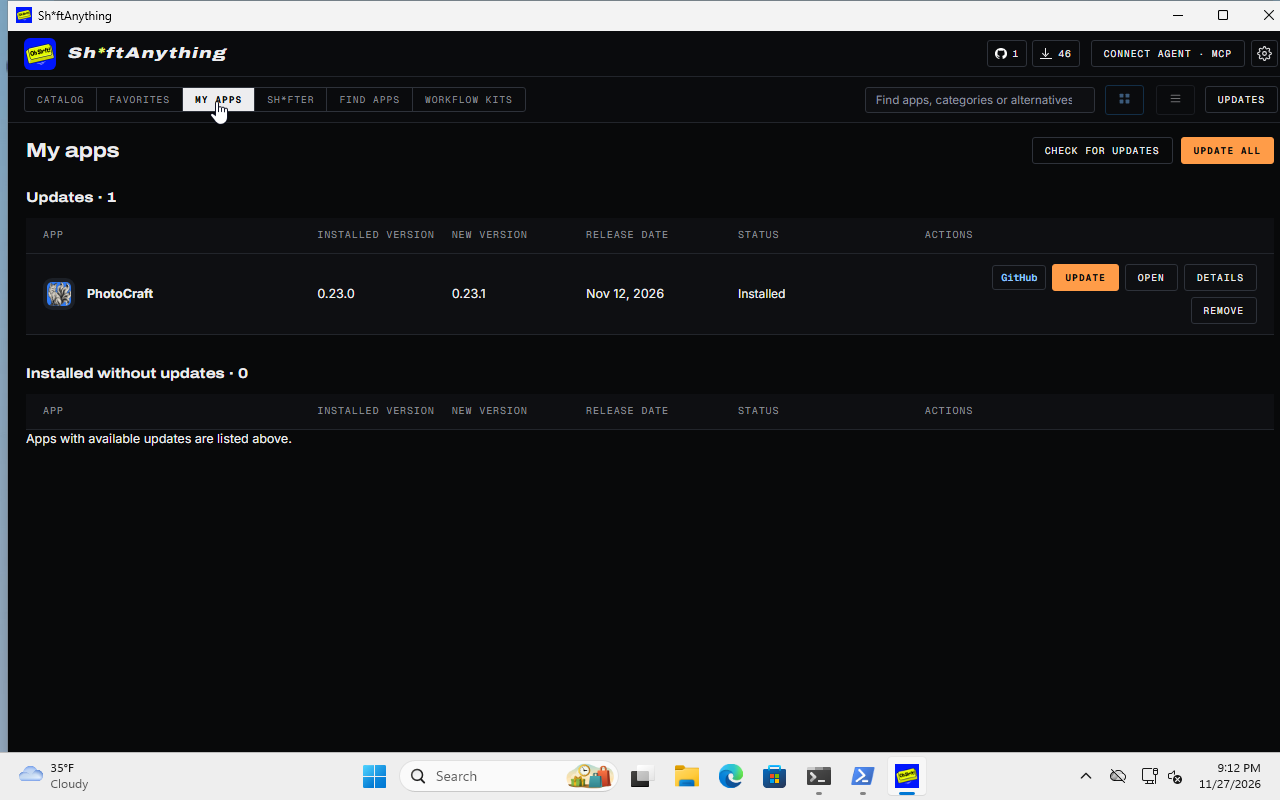 Sh*ftAnything
Sh*ftAnything
1
46
CONNECT AGENT · MCP
CATALOG
FAVORITES
MY APPS
SH*FTER
FIND APPS
WORKFLOW KITS
Find apps, categories or alternatives
UPDATES
My apps
CHECK FOR UPDATES
UPDATE ALL
Updates · 1
APP INSTALLED VERSION NEW VERSION RELEASE DATE STATUS ACTIONS
PhotoCraft 0.23.0 0.23.1 Nov 12, 2026 Installed
GitHub UPDATE OPEN DETAILS
REMOVE
Installed without updates · 0
APP INSTALLED VERSION NEW VERSION RELEASE DATE STATUS ACTIONS
Apps with available updates are listed above.
35°F
Cloudy
Search
9:12 PM
11/27/2026